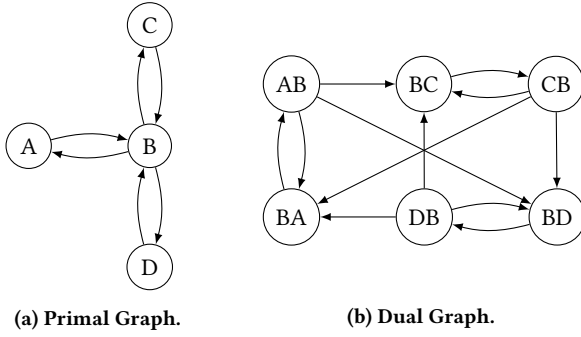 C
A
B
D
(a) Primal Graph.
AB
BC
CB
BA
DB
BD
(b) Dual Graph.